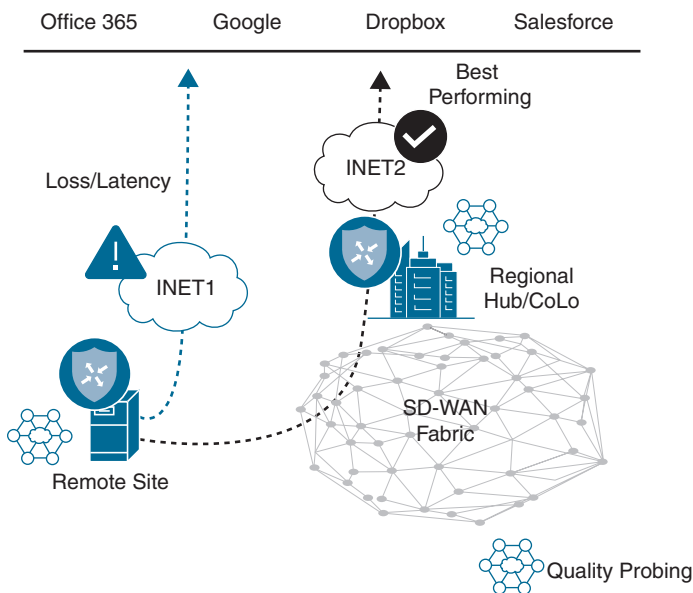 Office 365 Google Dropbox Salesforce
Best
Performing
INET2
Loss/Latency
INET1
Regional
Hub/CoLo
SD-WAN
Fabric
Remote Site
Quality Probing